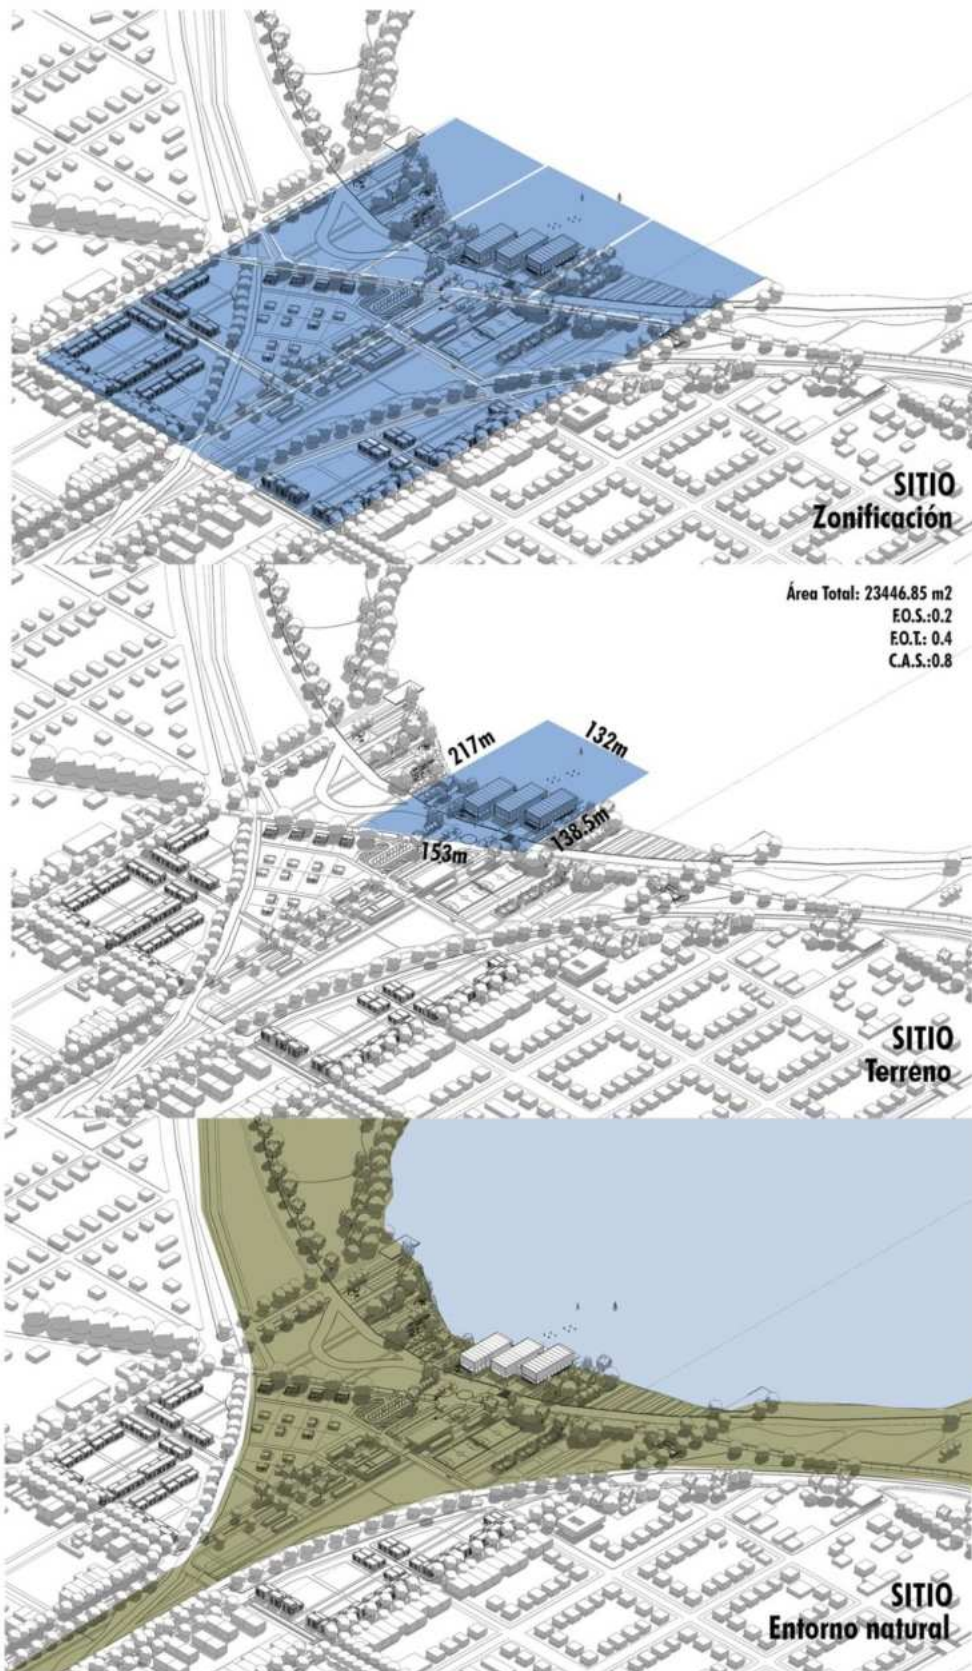 SITIO
Zonificación
Área Total: 23446.85 m2
F.O.S.:0.2
F.O.T.: 0.4
C.A.S.:0.8
217m
132m
138.5m
153m
SITIO
Terreno
SITIO
Entorno natural